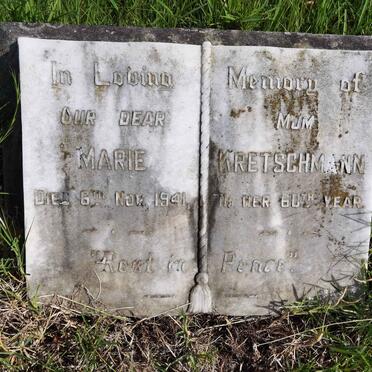 In Loving Memory of
OUR DEAR MUM
MARIE KRETSCHMANN
DIED 6TH NOV. 1941 IN HER 60TH YEAR
"Rest in Peace".